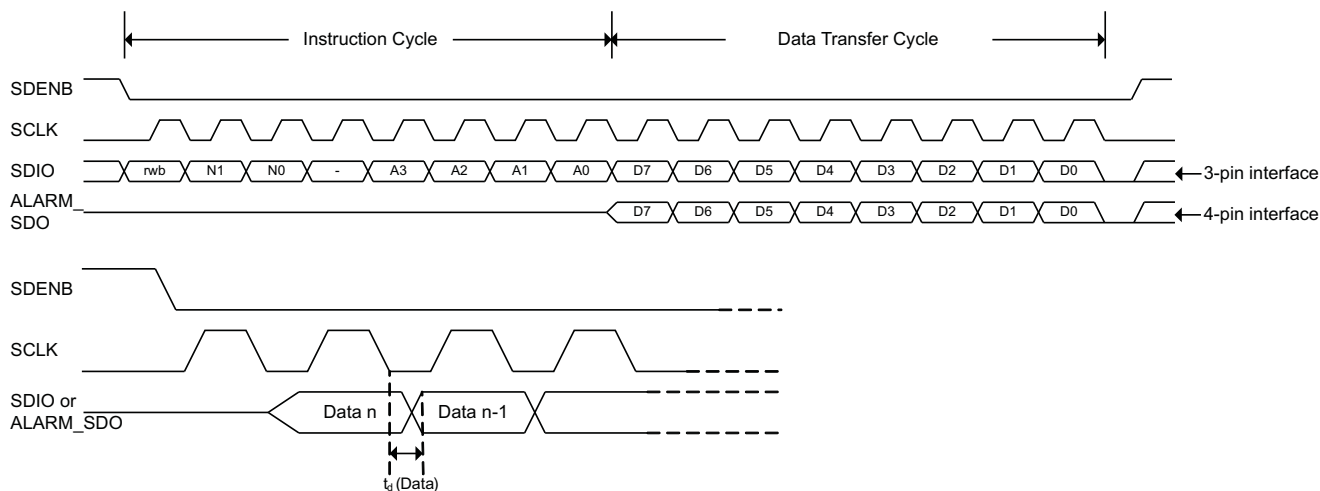 Instruction Cycle Data Transfer Cycle
SDENB
SCLK
SDIO rwb N1 N0 - A3 A2 A1 A0 D7 D6 D5 D4 D3 D2 D1 D0 3-pin interface
ALARM_
SDO D7 D6 D5 D4 D3 D2 D1 D0 4-pin interface
SDENB
SCLK
SDIO or
ALARM_SDO Data n Data n-1
td (Data)